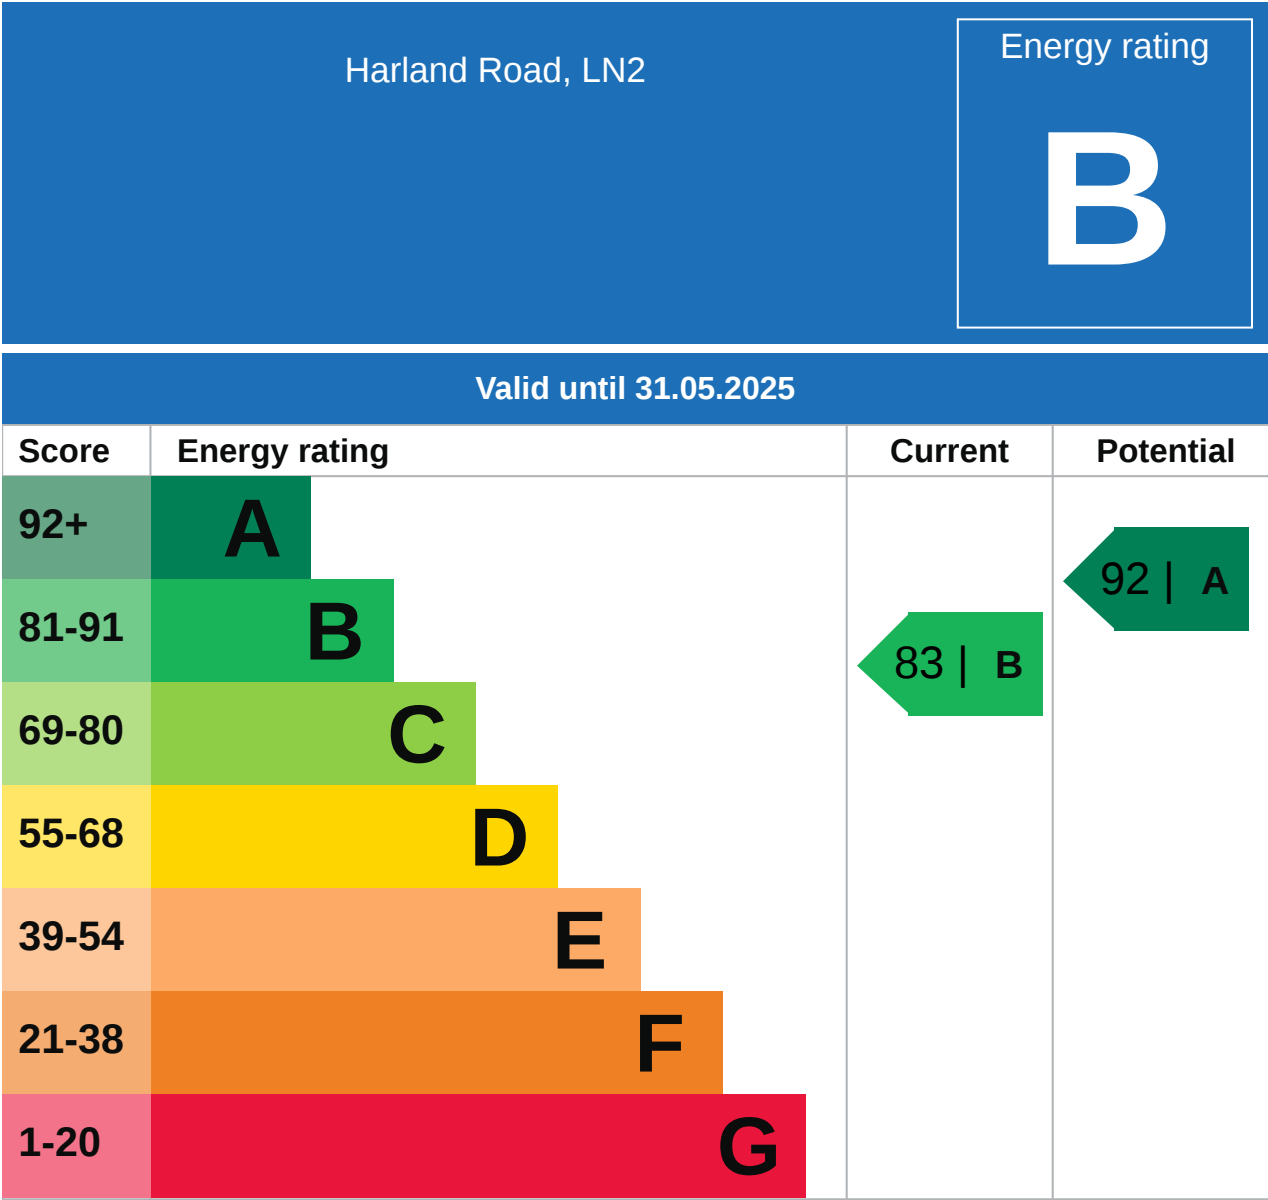 Harland Road, LN2
Energy rating
B
Valid until 31.05.2025
Score Energy rating Current Potential
92+ A
92 | A
81-91 B
83 | B
69-80 C
55-68 D
39-54 E
21-38 F
1-20 G